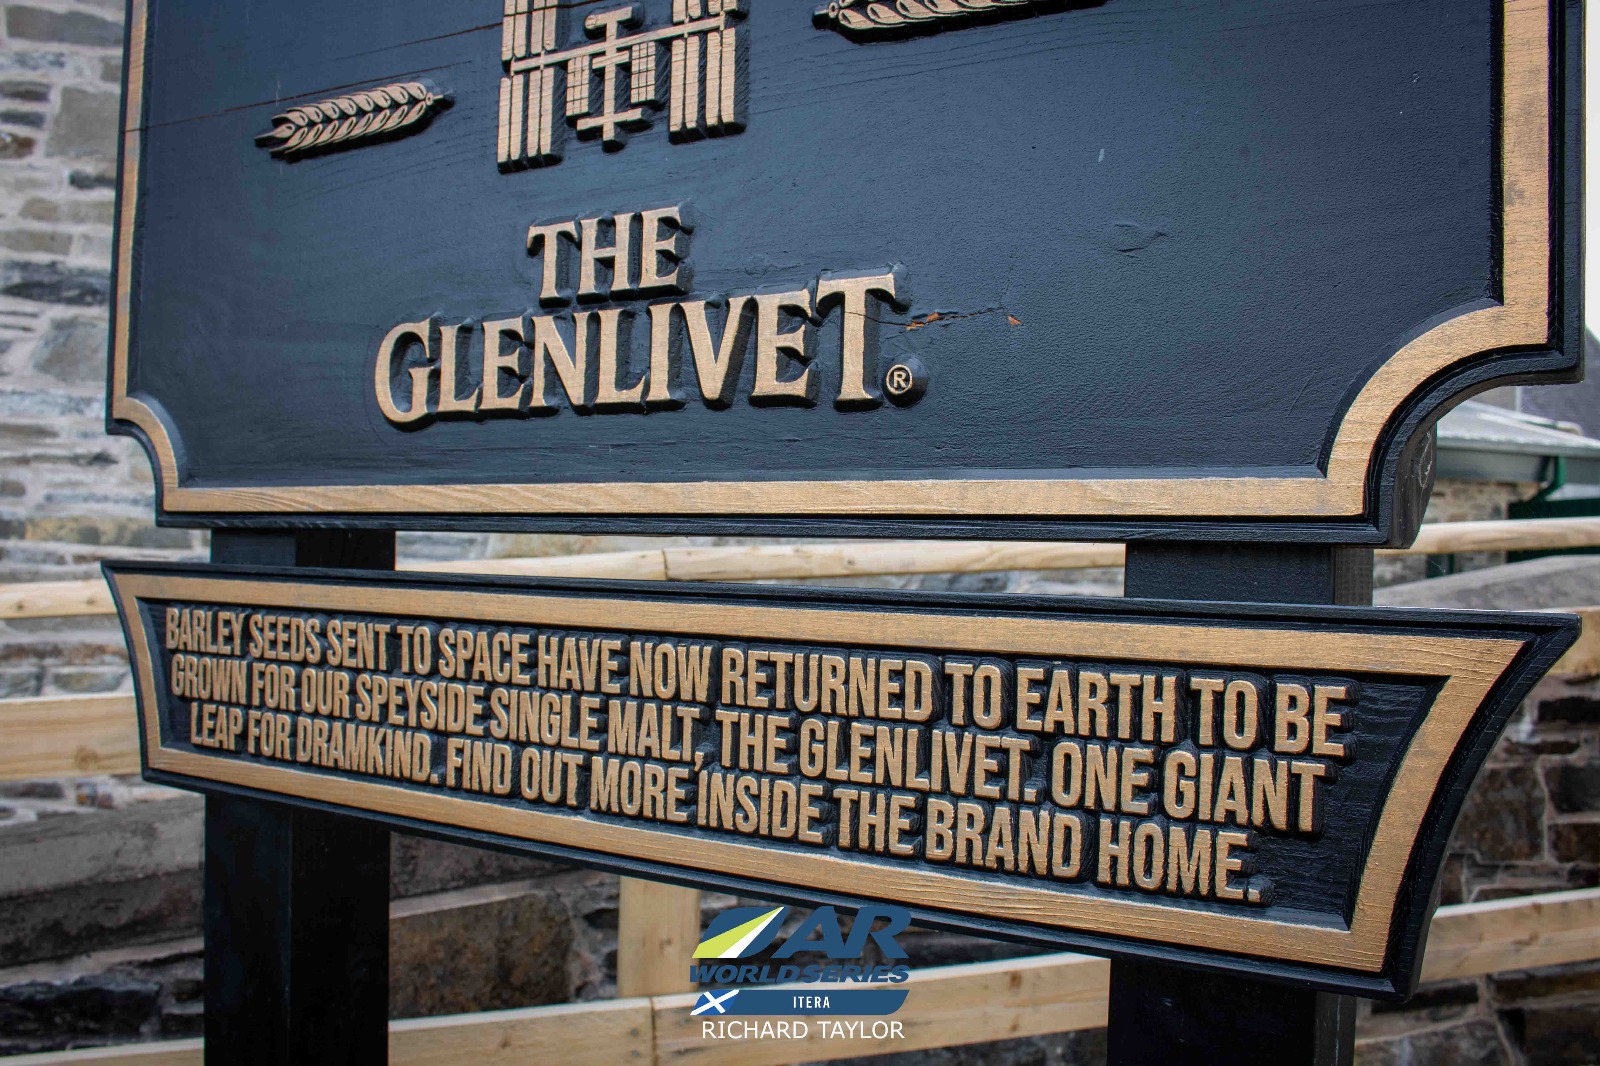 THE
GLENLIVET®
BARLEY SEEDS SENT TO SPACE HAVE NOW RETURNED TO EARTH TO BE
GROWN FOR OUR SPEYSIDE SINGLE MALT, THE GLENLIVET. ONE GIANT
LEAP FOR DRAMKIND. FIND OUT MORE INSIDE THE BRAND HOME.
AR
WORLD SERIES
ITERA
RICHARD TAYLOR